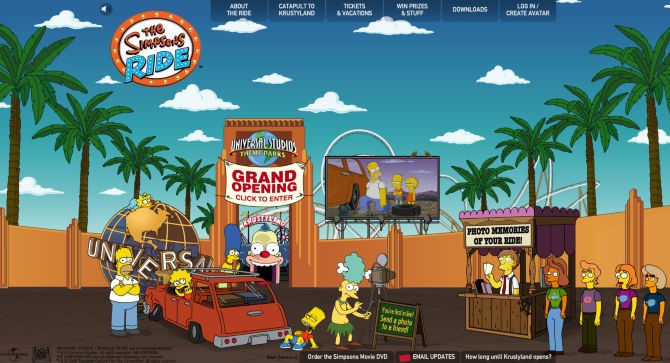 ABOUT
THE RIDE
CATAPULT TO
KRUSTYLAND
TICKETS
& VACATIONS
WIN PRIZES
& STUFF
DOWNLOADS
LOG IN /
CREATE AVATAR
THE
SIMPSONS
RIDE
UNIVERSAL STUDIOS
THEME PARKS
GRAND
OPENING
CLICK TO ENTER
KRUSTYLAND
UNIVERSAL
PHOTO MEMORIES
OF YOUR RIDE!
You're first in line!
Send a photo
to a friend!
Order the Simpsons Movie DVD
EMAIL UPDATES
How long until Krustyland opens?